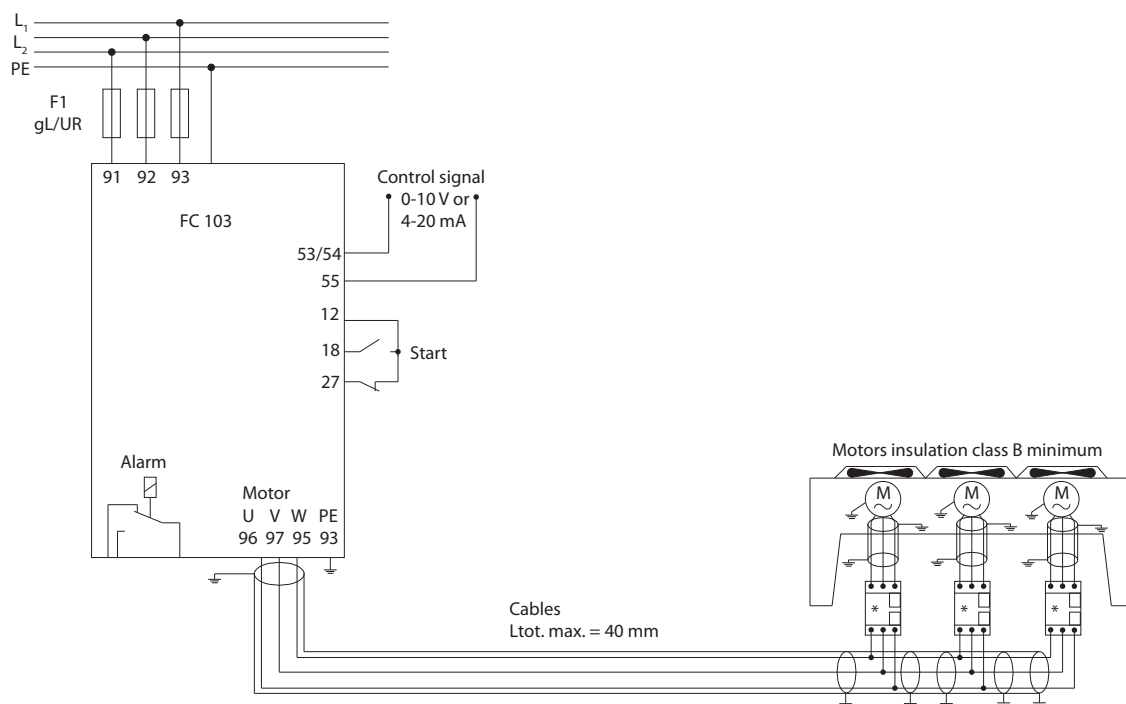 L1
L2
PE
F1
gL/UR
91 92 93
FC 103
Control signal
0-10 V or
4-20 mA
53/54
55
12
18
Start
27
Alarm
Motor
U V W PE
96 97 95 93
Motors insulation class B minimum
M M M
* * *
Cables
Ltot. max. = 40 mm